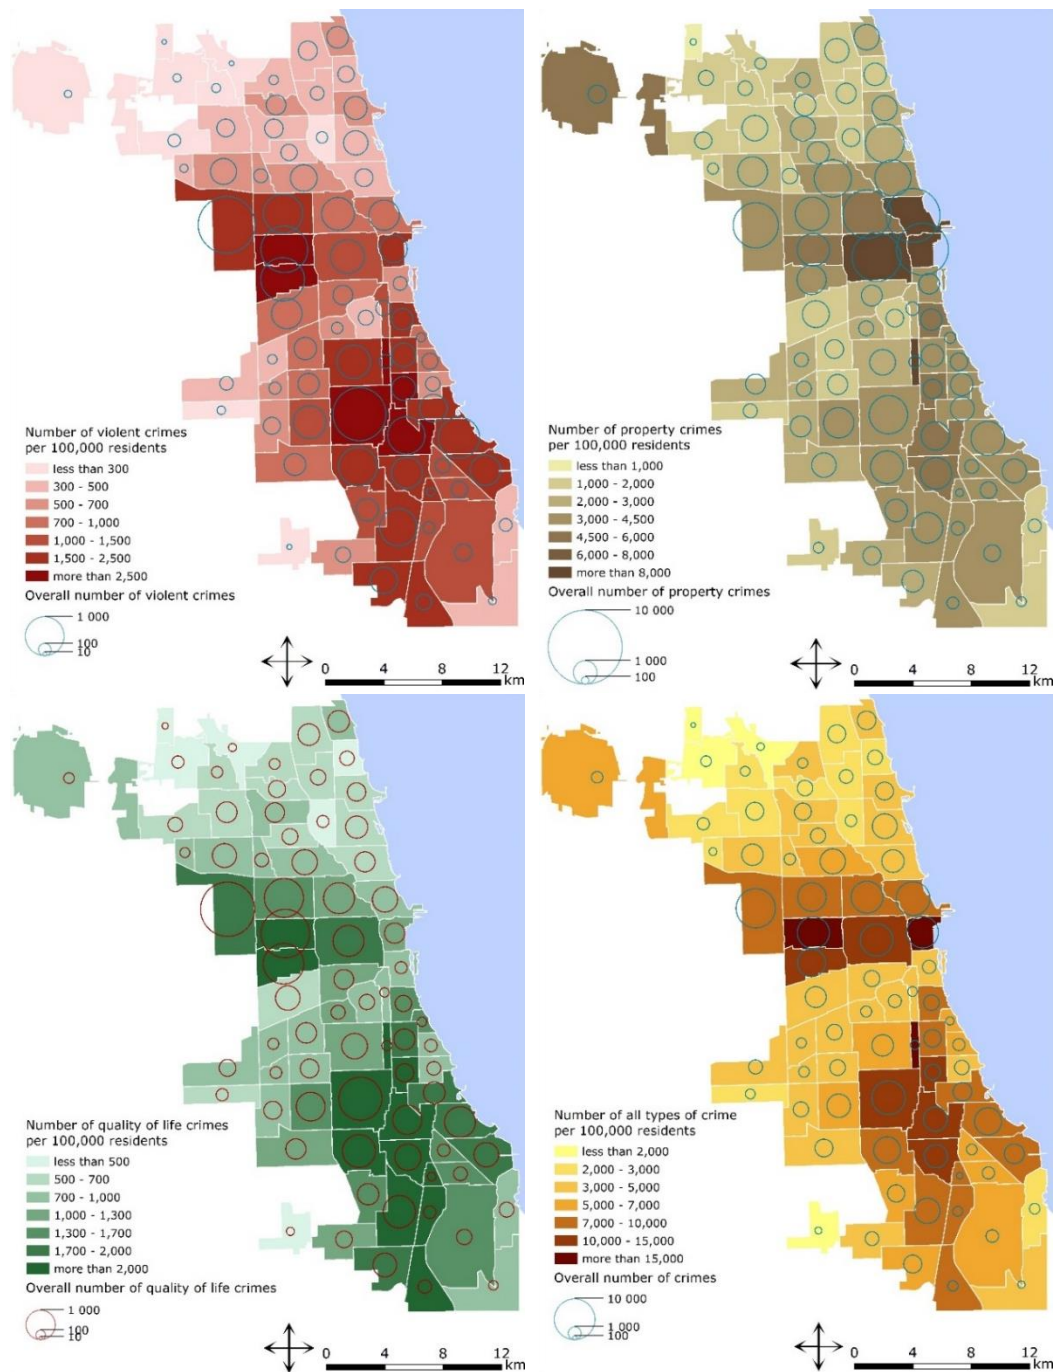 Number of violent crimes
per 100,000 residents
less than 300
300 - 500
500 - 700
700 - 1,000
1,000 - 1,500
1,500 - 2,500
more than 2,500
Overall number of violent crimes
1 000
100
10
0 4 8 12
km
Number of property crimes
per 100,000 residents
less than 1,000
1,000 - 2,000
2,000 - 3,000
3,000 - 4,500
4,500 - 6,000
6,000 - 8,000
more than 8,000
Overall number of property crimes
10 000
1 000
100
0 4 8 12
km
Number of quality of life crimes
per 100,000 residents
less than 500
500 - 700
700 - 1,000
1,000 - 1,300
1,300 - 1,700
1,700 - 2,000
more than 2,000
Overall number of quality of life crimes
1 000
100
10
0 4 8 12
km
Number of all types of crime
per 100,000 residents
less than 2,000
2,000 - 3,000
3,000 - 5,000
5,000 - 7,000
7,000 - 10,000
10,000 - 15,000
more than 15,000
Overall number of crimes
10 000
1 000
100
0 4 8 12
km